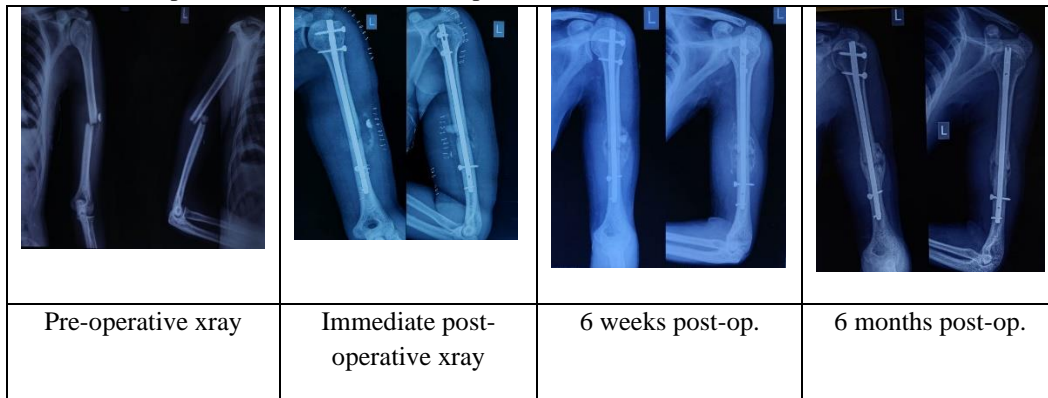 L
L
L
L
L
L
L
Pre-operative xray
Immediate post-
operative xray
6 weeks post-op.
6 months post-op.